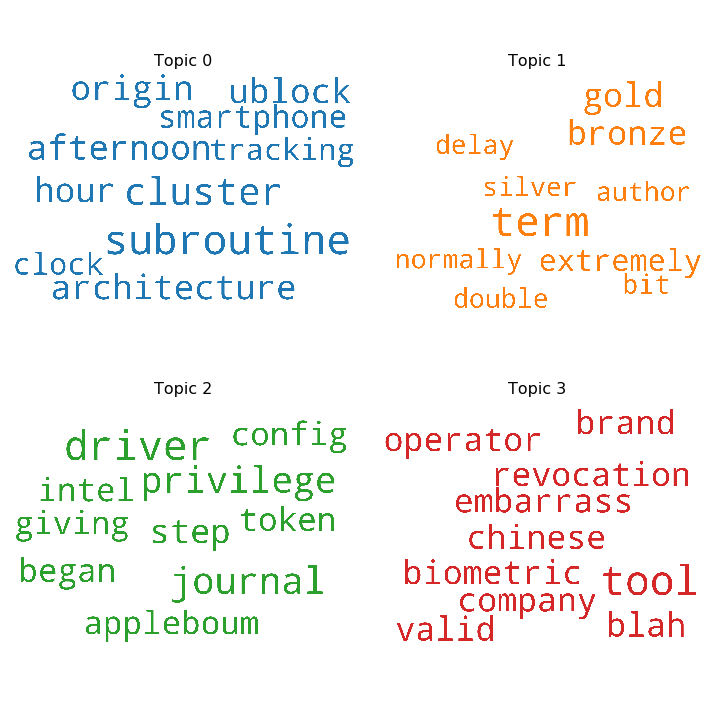 Topic 0
origin
ublock
smartphone
afternoon
tracking
hour
cluster
subroutine
clock
architecture
Topic 1
gold
bronze
delay
silver
author
term
normally
extremely
bit
double
Topic 2
config
driver
privilege
intel
giving
token
step
began
journal
appleboum
Topic 3
brand
operator
revocation
embarrass
chinese
biometric
tool
company
valid
blah